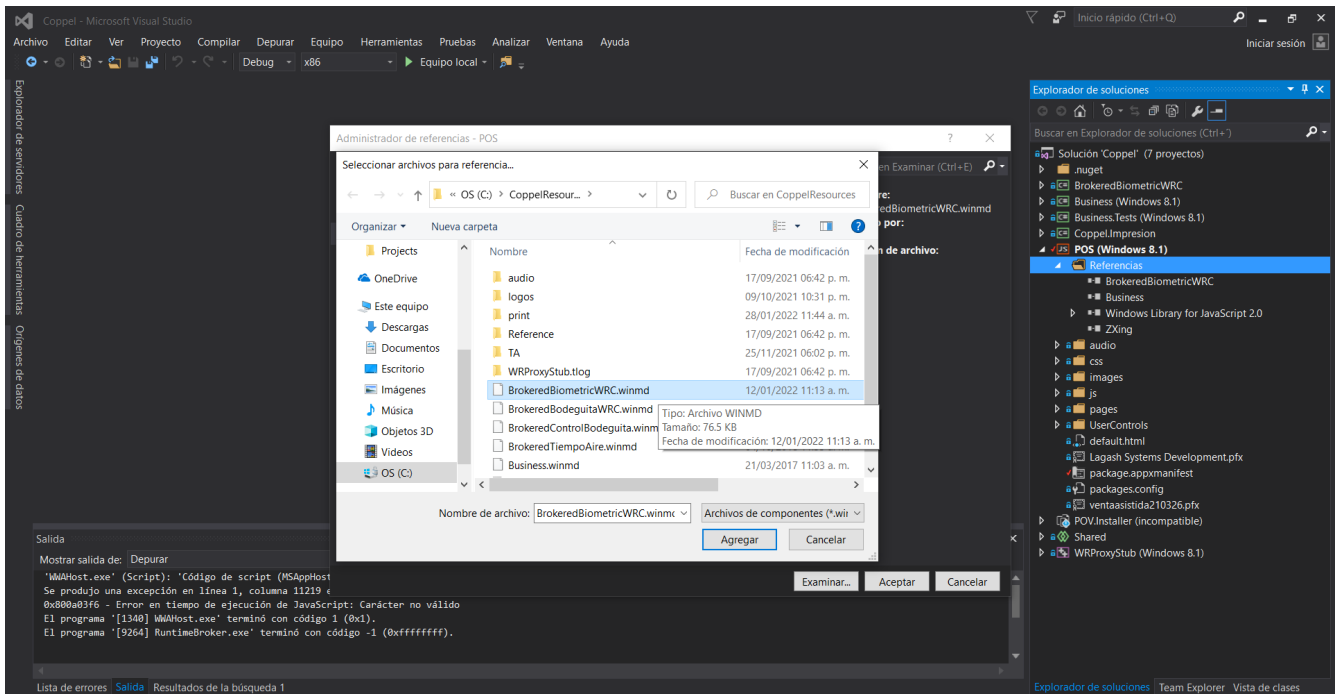 Coppel - Microsoft Visual Studio
Inicio rápido (Ctrl+Q)
Archivo Editar Ver Proyecto Compilar Depurar Equipo Herramientas Pruebas Analizar Ventana Ayuda
Iniciar sesión
Debug x86 Equipo local
Explorador de servidores
Cuadro de herramientas
Orígenes de datos
Administrador de referencias - POS
en Examinar (Ctrl+E)
re:
edBiometricWRC.winmd
por:
n de archivo:
Seleccionar archivos para referencia...
« OS (C:) > CoppelResour... >
Buscar en CoppelResources
Organizar Nueva carpeta
Projects
OneDrive
Este equipo
Descargas
Documentos
Escritorio
Imágenes
Música
Objetos 3D
Videos
OS (C:)
Nombre Fecha de modificación
audio 17/09/2021 06:42 p. m.
logos 09/10/2021 10:31 p. m.
print 28/01/2022 11:44 a. m.
Reference 17/09/2021 06:42 p. m.
TA 25/11/2021 06:02 p. m.
WRProxyStub.tlog 17/09/2021 06:42 p. m.
BrokeredBiometricWRC.winmd 12/01/2022 11:13 a. m.
BrokeredBodeguitaWRC.winmd
BrokeredControlBodeguita.winm
BrokeredTiempoAire.winmd
Business.winmd 21/03/2017 11:03 a. m.
Tipo: Archivo WINMD
Tamaño: 76.5 KB
Fecha de modificación: 12/01/2022 11:13 a. m.
Nombre de archivo: BrokeredBiometricWRC.winmc Archivos de componentes (*.wir
Agregar Cancelar
Examinar... Aceptar Cancelar
Explorador de soluciones
Buscar en Explorador de soluciones (Ctrl+¨)
Solución 'Coppel' (7 proyectos)
.nuget
BrokeredBiometricWRC
Business (Windows 8.1)
Business.Tests (Windows 8.1)
Coppel.Impresion
POS (Windows 8.1)
Referencias
BrokeredBiometricWRC
Business
Windows Library for JavaScript 2.0
ZXing
audio
css
images
js
pages
UserControls
default.html
Lagash Systems Development.pfx
package.appxmanifest
packages.config
ventaasistida210326.pfx
POV.Installer (incompatible)
Shared
WRProxyStub (Windows 8.1)
Salida
Mostrar salida de: Depurar
'WWAHost.exe' (Script): 'Código de script (MSAppHost
Se produjo una excepción en línea 1, columna 11219 e
0x800a03f6 - Error en tiempo de ejecución de JavaScript: Carácter no válido
El programa '[1340] WWAHost.exe' terminó con código 1 (0x1).
El programa '[9264] RuntimeBroker.exe' terminó con código -1 (0xffffffff).
Lista de errores Salida Resultados de la búsqueda 1
Explorador de soluciones Team Explorer Vista de clases